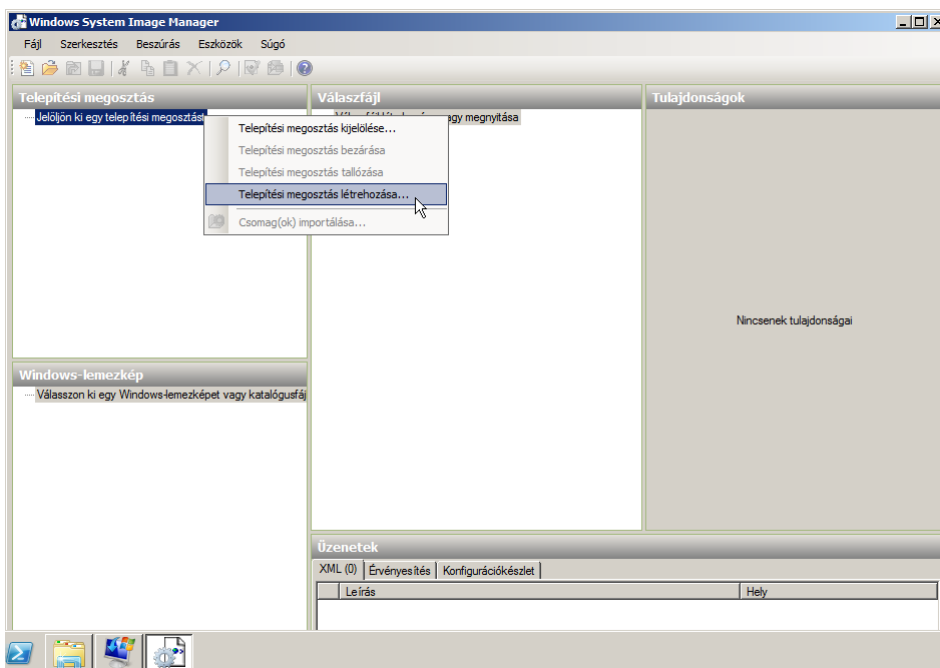 Windows System Image Manager
Fájl Szerkesztés Beszúrás Eszközök Súgó
Telepítési megosztás
Jelöljön ki egy telepítési megosztást
Telepítési megosztás kijelölése...
Telepítési megosztás bezárása
Telepítési megosztás tallózása
Telepítési megosztás létrehozása...
Csomag(ok) importálása...
Válaszfájl
agy megnyitása
Tulajdonságok
Nincsenek tulajdonságai
Windows-lemezkép
Válasszon ki egy Windows-lemezképet vagy katalógusfáj
Üzenetek
XML (0) Érvényesítés Konfigurációkészlet
Leírás Hely